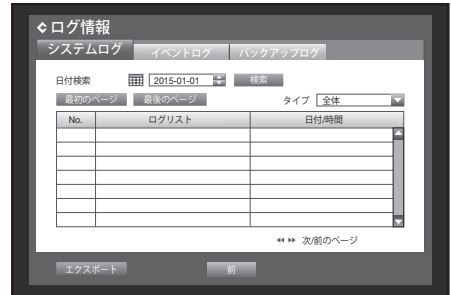 ログ情報
システムログ イベントログ バックアップログ
日付検索 2015-01-01 検索
最初のページ 最後のページ タイプ 全体
No. ログリスト 日付/時間
次/前のページ
エクスポート 前